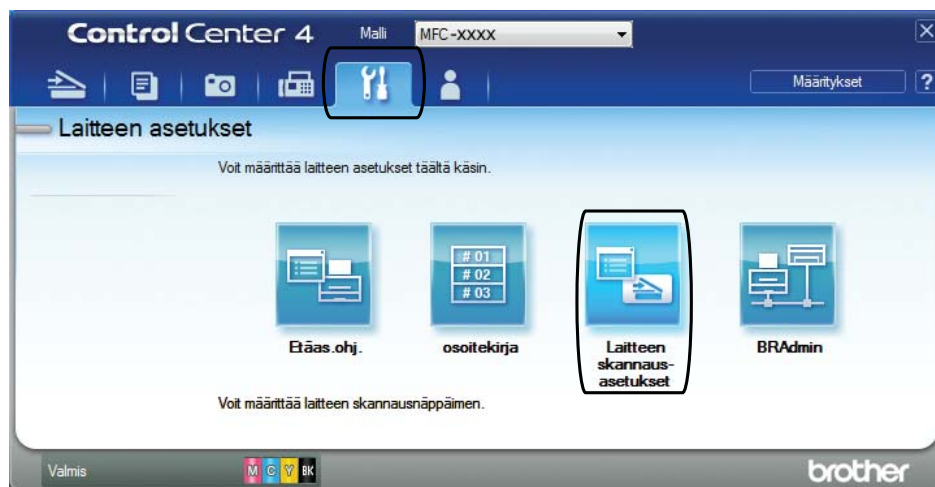 Control Center 4
Malli
MFC-XXXX
Määritykset
?
Laitteen asetukset
Voit määrittää laitteen asetukset täältä käsin.
# 01
# 02
# 03
Etäas.ohj.
osoitekirja
Laitteen
skannaus-
asetukset
BRAdmin
Voit määrittää laitteen skannausnäppäimen.
Valmis
M C Y BK
brother